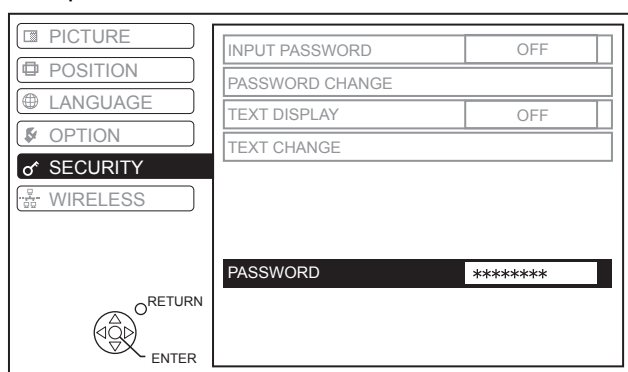 PICTURE
POSITION
LANGUAGE
OPTION
SECURITY
WIRELESS
INPUT PASSWORD OFF
PASSWORD CHANGE
TEXT DISPLAY OFF
TEXT CHANGE
PASSWORD ********
RETURN
ENTER